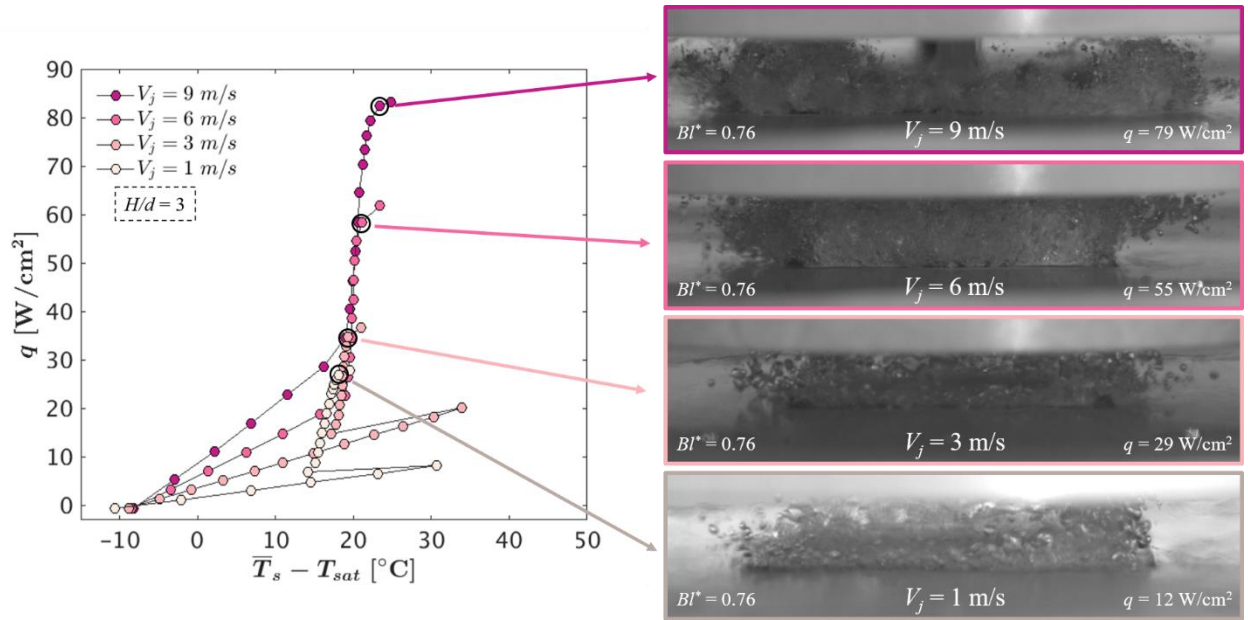 90
80
70
60
50
40
30
20
10
0
q [W/cm²]
V_j = 9 m/s
V_j = 6 m/s
V_j = 3 m/s
V_j = 1 m/s
H/d = 3
−10 0 10 20 30 40 50
T̅_s − T_sat [°C]
Bl* = 0.76 V_j = 9 m/s q = 79 W/cm²
Bl* = 0.76 V_j = 6 m/s q = 55 W/cm²
Bl* = 0.76 V_j = 3 m/s q = 29 W/cm²
Bl* = 0.76 V_j = 1 m/s q = 12 W/cm²